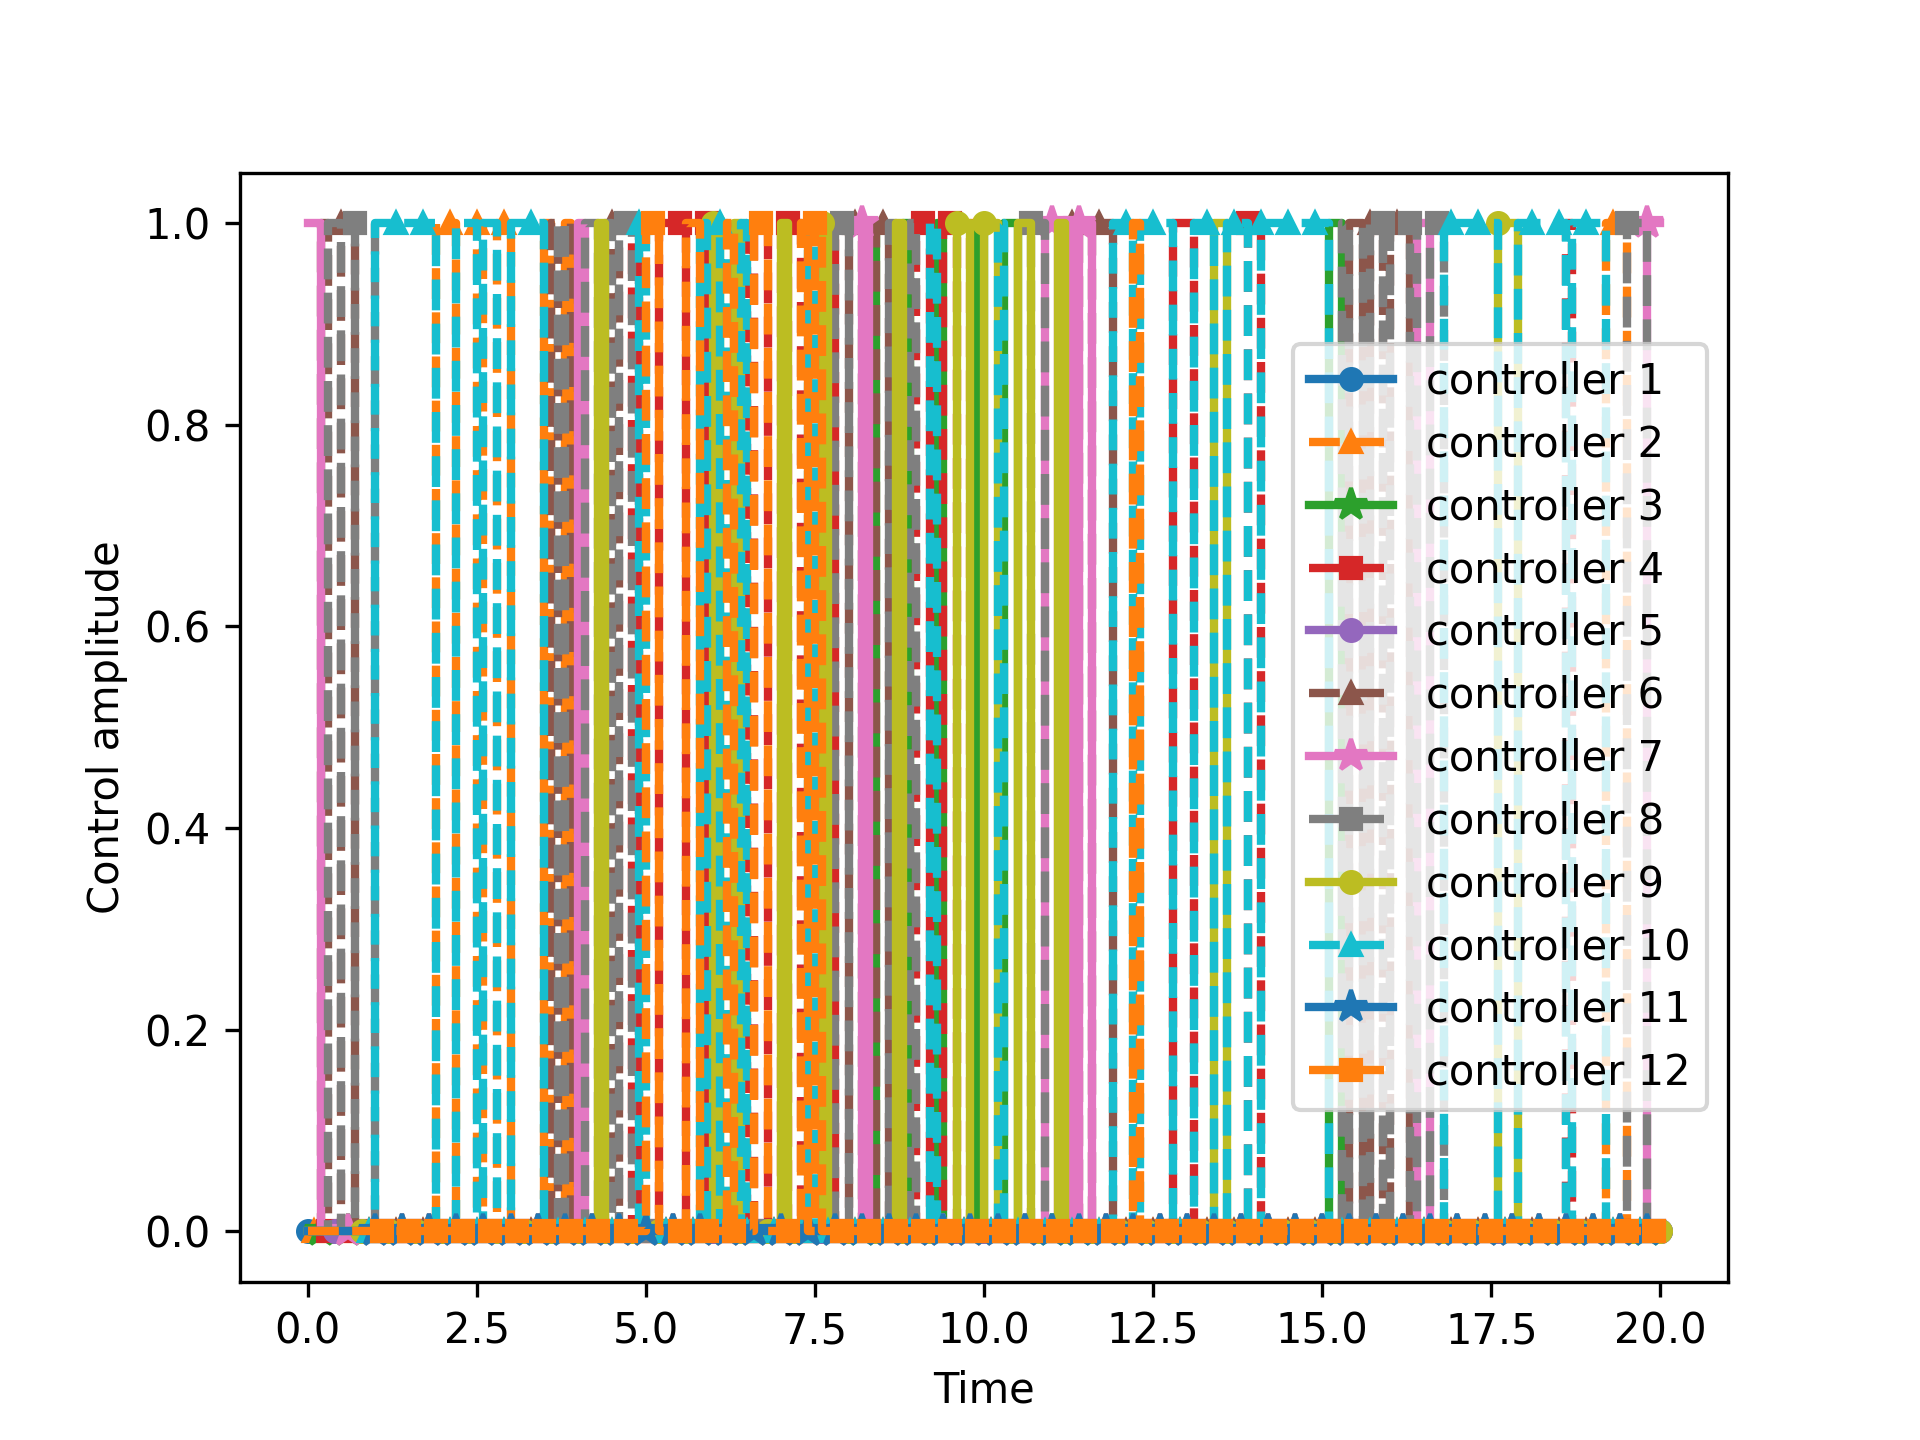 1.0
0.8
0.6
0.4
0.2
0.0
Control amplitude
controller 1
controller 2
controller 3
controller 4
controller 5
controller 6
controller 7
controller 8
controller 9
controller 10
controller 11
controller 12
0.0 2.5 5.0 7.5 10.0 12.5 15.0 17.5 20.0
Time